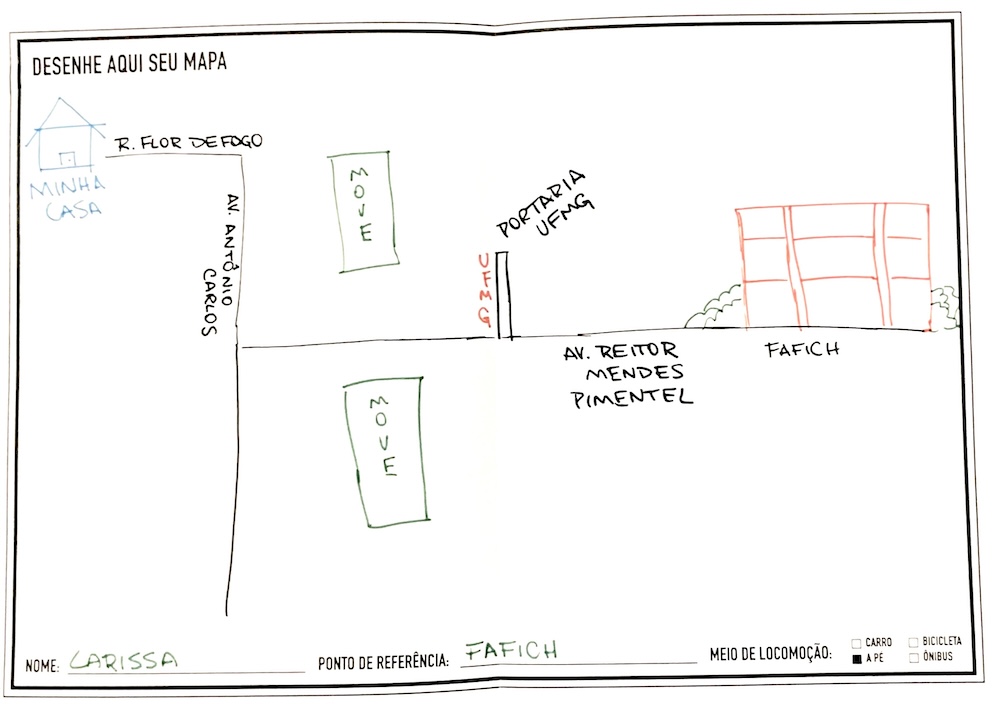 DESENHE AQUI SEU MAPA
R. FLOR DE FOGO
MINHA
CASA
AV. ANTÔNIO
CARLOS
MOVE
PORTARIA
UFMG
UFMG
AV. REITOR
MENDES
PIMENTEL
FAFICH
MOVE
NOME: LARISSA
PONTO DE REFERÊNCIA: FAFICH
MEIO DE LOCOMOÇÃO:
CARRO
BICICLETA
A PE
ÔNIBUS